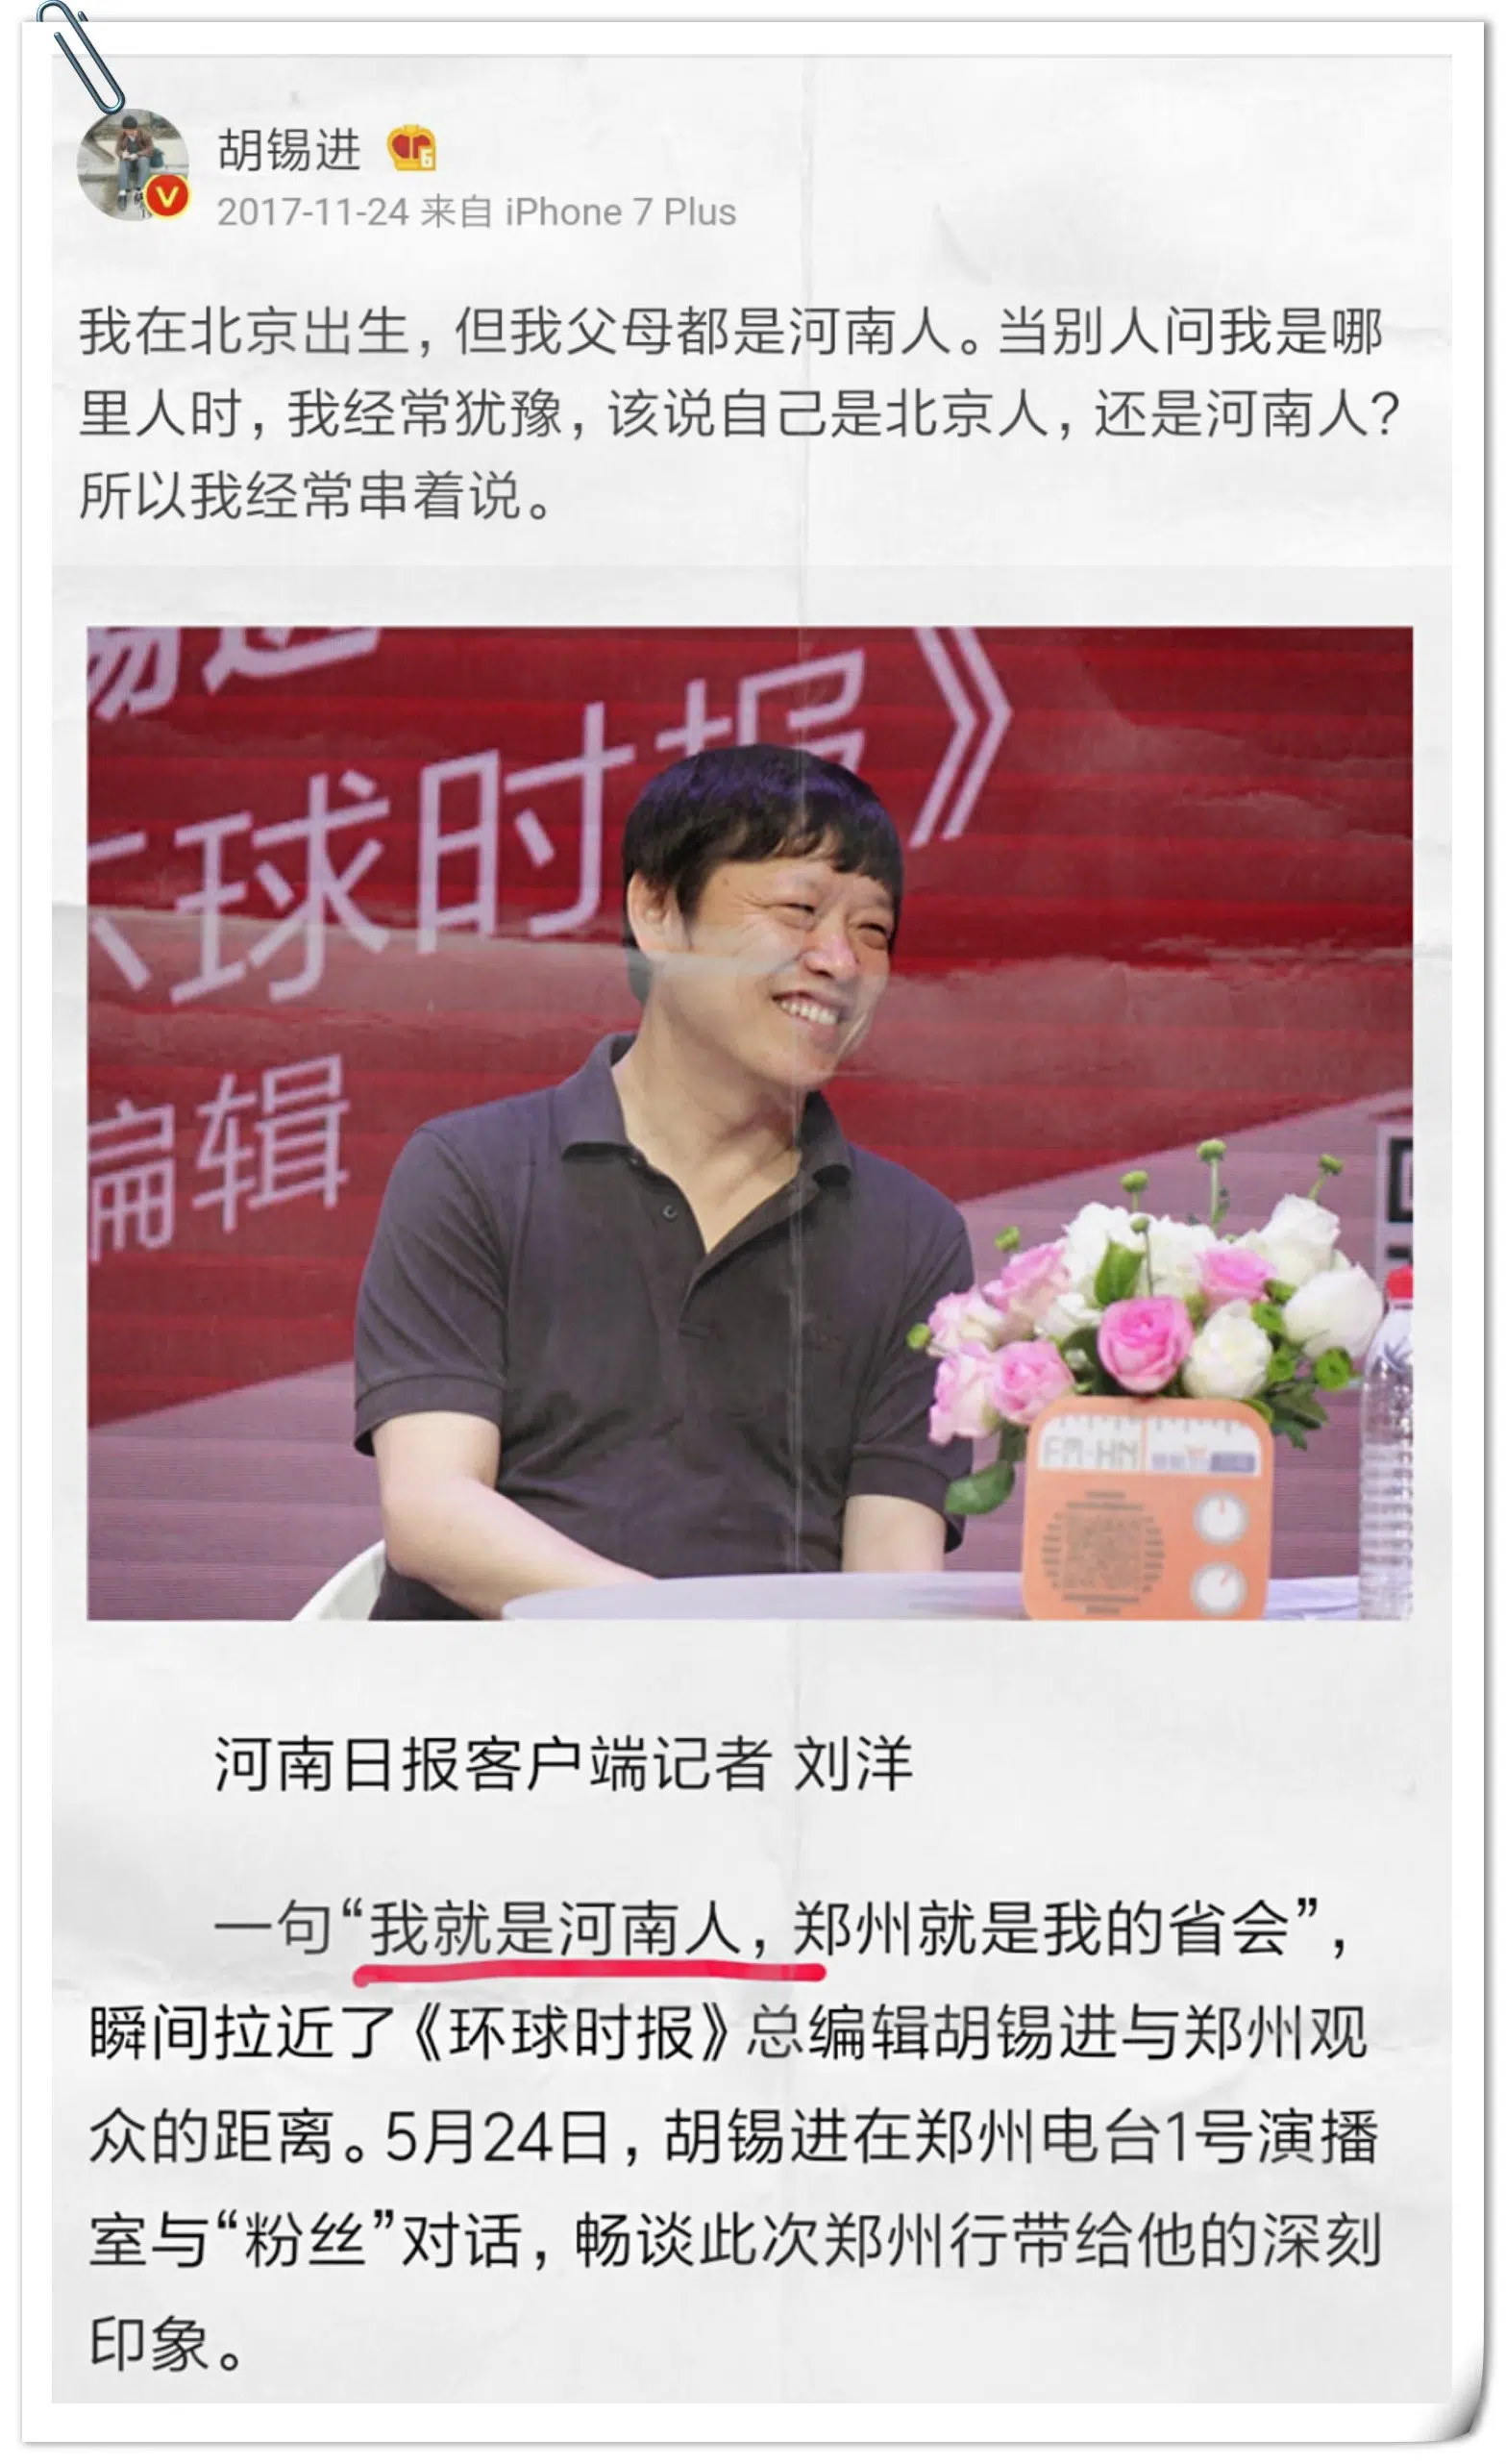 胡锡进
2017-11-24 来自 iPhone 7 Plus
我在北京出生，但我父母都是河南人。当别人问我是哪
里人时，我经常犹豫，该说自己是北京人，还是河南人？
所以我经常串着说。
锡进
环球时报》
编辑
FM-HN
河南日报客户端记者 刘洋
一句“我就是河南人，郑州就是我的省会”，
瞬间拉近了《环球时报》总编辑胡锡进与郑州观
众的距离。5月24日，胡锡进在郑州电台1号演播
室与“粉丝”对话，畅谈此次郑州行带给他的深刻
印象。